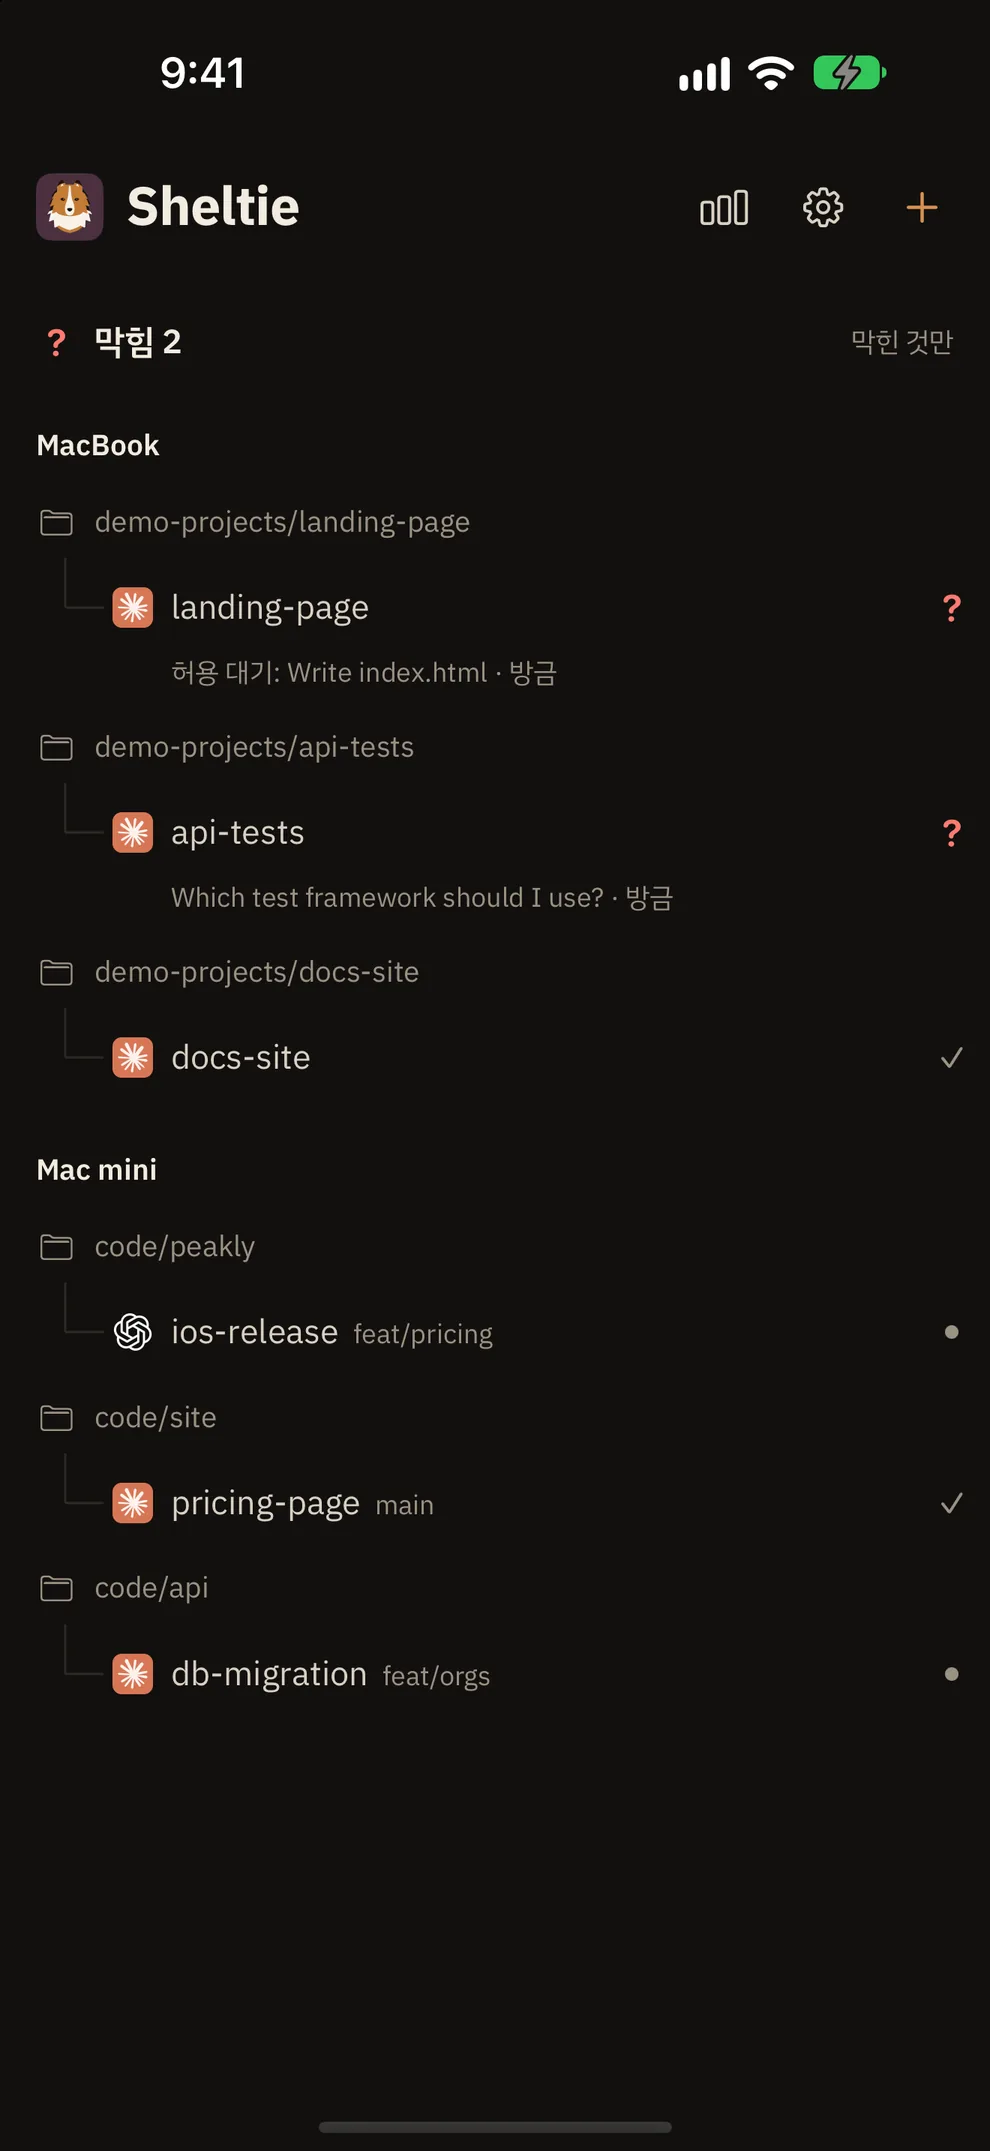 9:41
Sheltie
? 막힘 2 막힌 것만
MacBook
demo-projects/landing-page
landing-page ?
허용 대기: Write index.html · 방금
demo-projects/api-tests
api-tests ?
Which test framework should I use? · 방금
demo-projects/docs-site
docs-site
Mac mini
code/peakly
ios-release feat/pricing
code/site
pricing-page main
code/api
db-migration feat/orgs